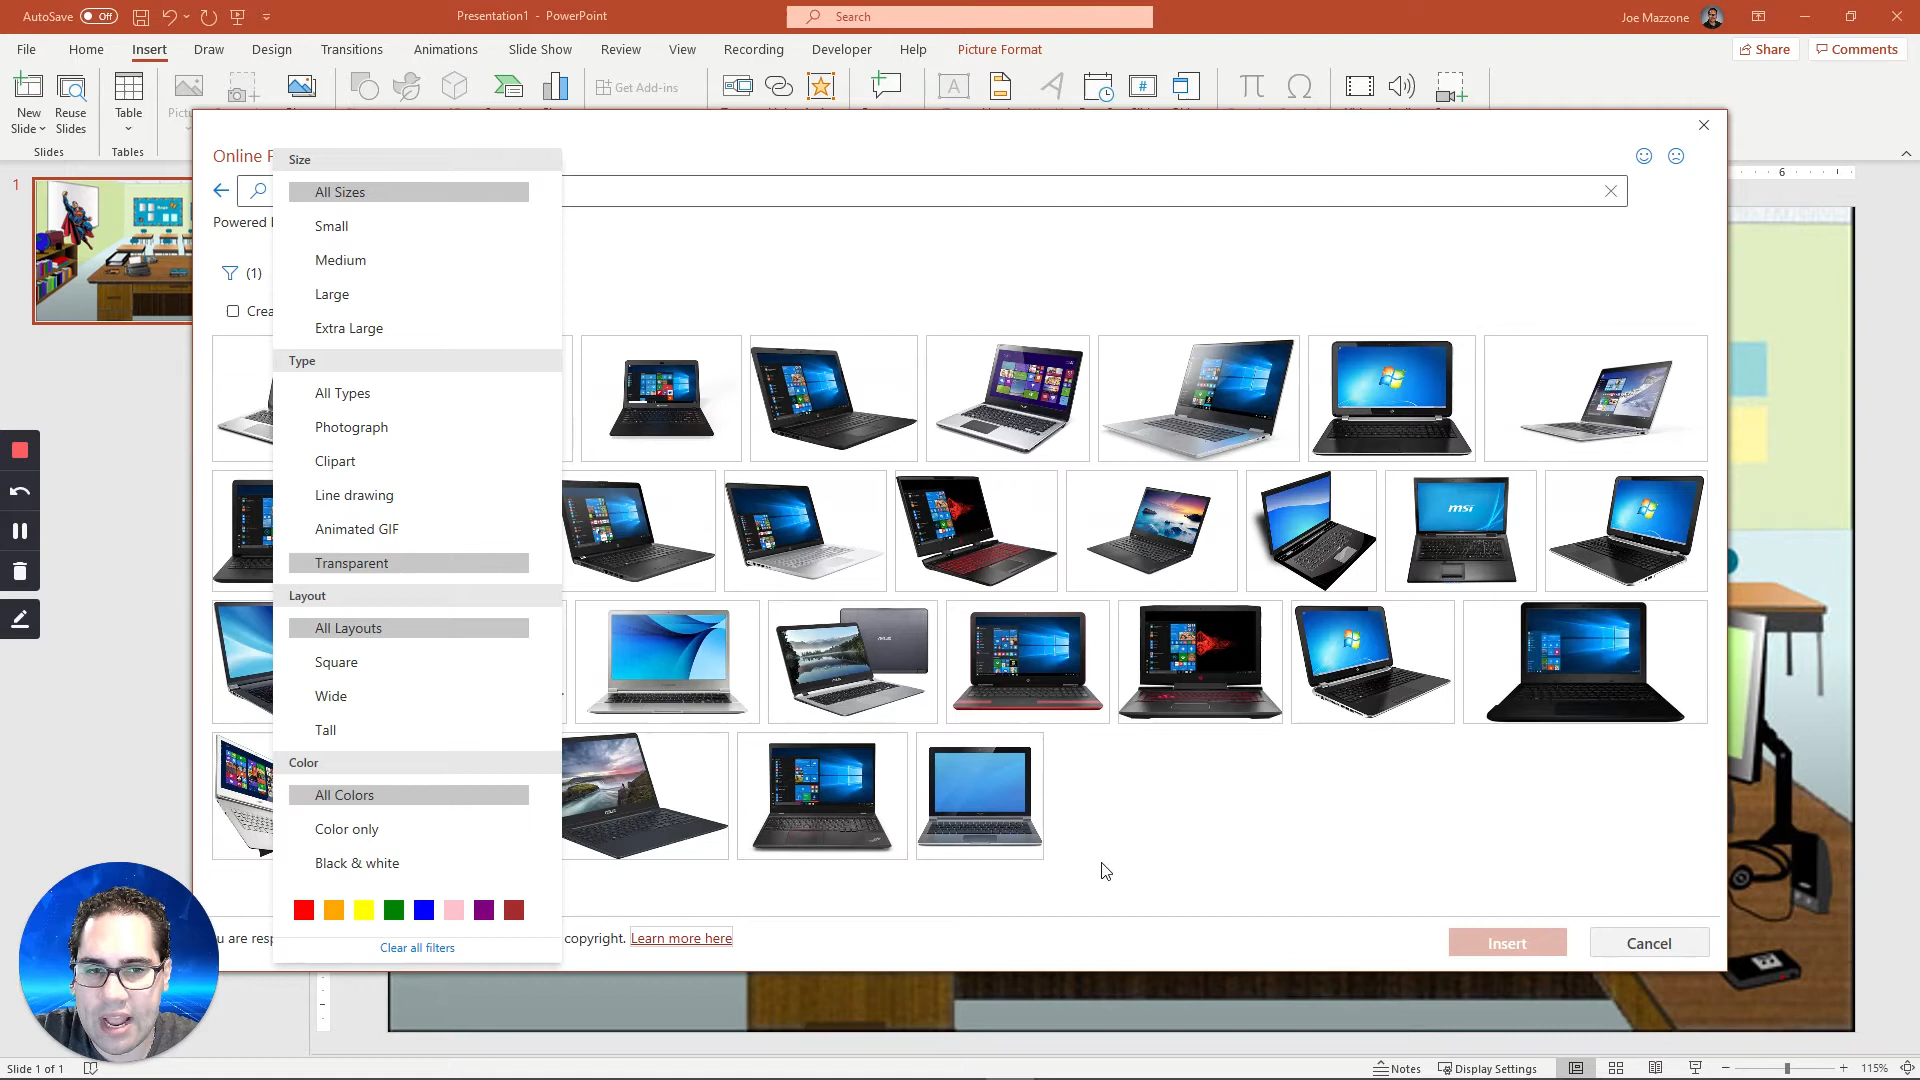 AutoSave Off
Presentation1 - PowerPoint
Search
Joe Mazzone
File Home Insert Draw Design Transitions Animations Slide Show Review View Recording Developer Help Picture Format
Share Comments
New Slide
Reuse Slides
Table
Get Add-ins
Slides
Tables
Online
Powered
(1)
Size
All Sizes
Small
Medium
Large
Extra Large
Type
All Types
Photograph
Clipart
Line drawing
Animated GIF
Transparent
Layout
All Layouts
Square
Wide
Tall
Color
All Colors
Color only
Black & white
Clear all filters
copyright. Learn more here
Insert Cancel
msi
1
6
Slide 1 of 1
Notes Display Settings 115%